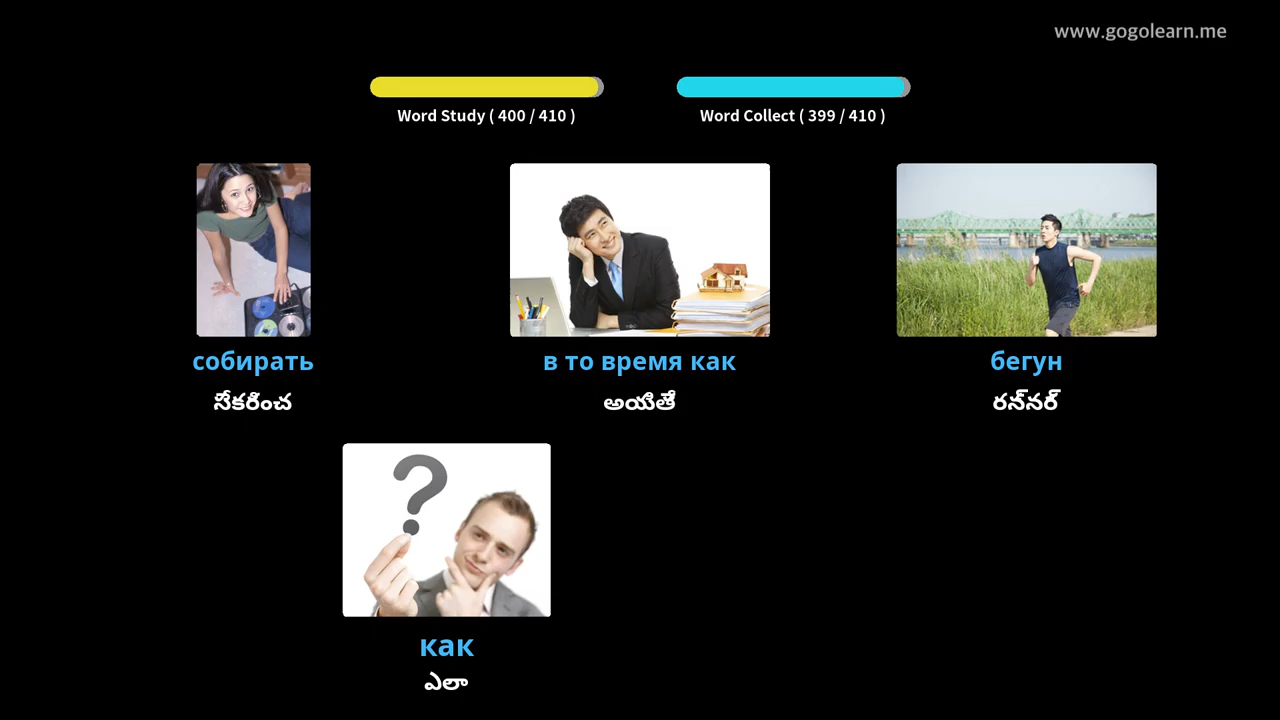 www.gogolearn.me
Word Study ( 400 / 410 )
Word Collect ( 399 / 410 )
собирать
в то время как
бегун
సేకరించ
అయితే
రన్‌నర్
как
ఎలా